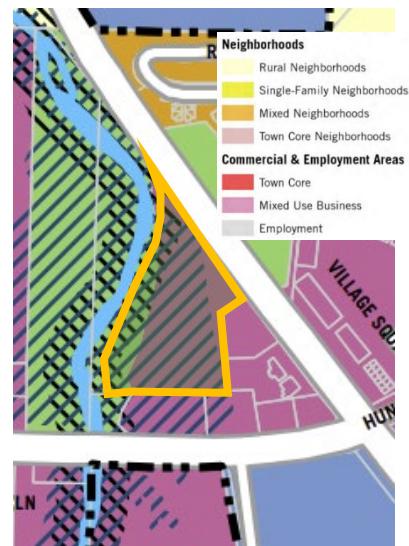 R
Neighborhoods
Rural Neighborhoods
Single-Family Neighborhoods
Mixed Neighborhoods
Town Core Neighborhoods
Commercial & Employment Areas
Town Core
Mixed Use Business
Employment
VILLAGE SQU
HUN
LN